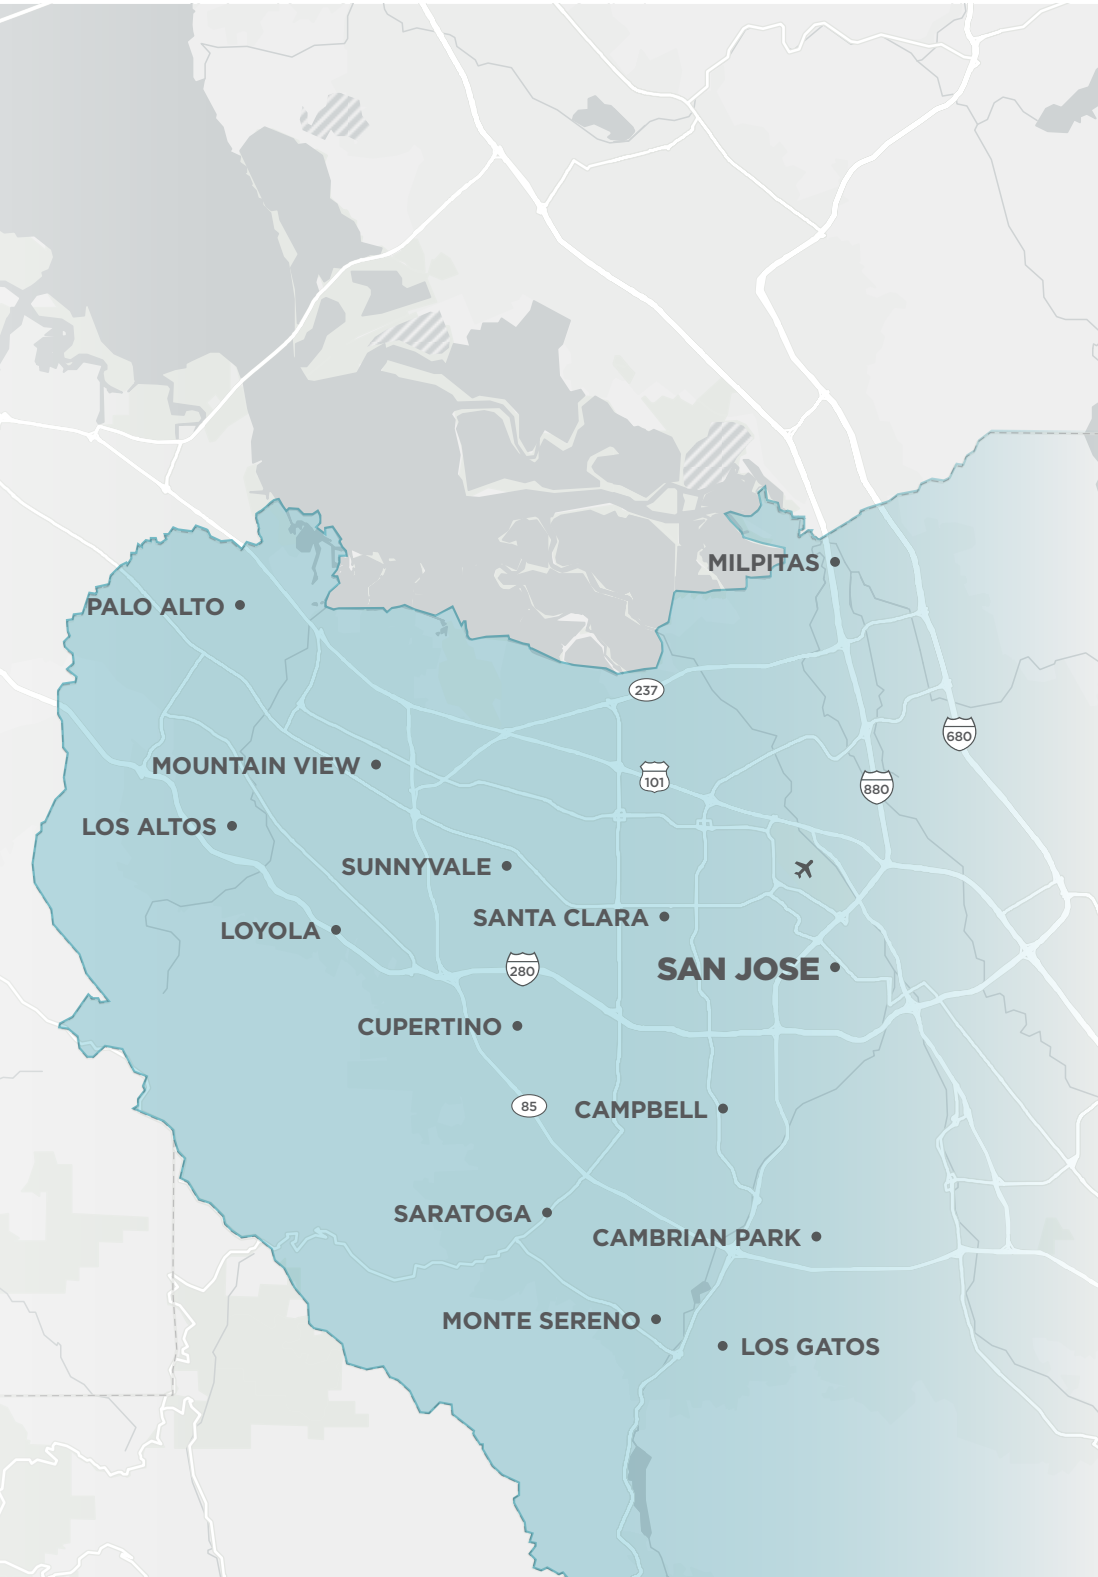 MILPITAS
PALO ALTO
237
680
MOUNTAIN VIEW
101
880
LOS ALTOS
SUNNYVALE
SANTA CLARA
LOYOLA
280
SAN JOSE
CUPERTINO
85
CAMPBELL
SARATOGA
CAMBRIAN PARK
MONTE SERENO
LOS GATOS